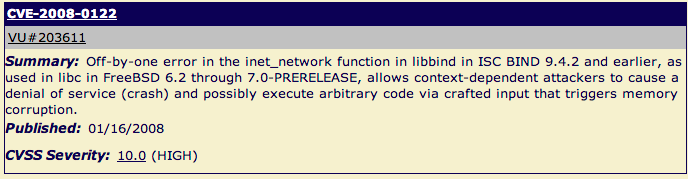 CVE-2008-0122
VU#203611
Summary: Off-by-one error in the inet_network function in libbind in ISC BIND 9.4.2 and earlier, as
used in libc in FreeBSD 6.2 through 7.0-PRERELEASE, allows context-dependent attackers to cause a
denial of service (crash) and possibly execute arbitrary code via crafted input that triggers memory
corruption.
Published: 01/16/2008
CVSS Severity: 10.0 (HIGH)